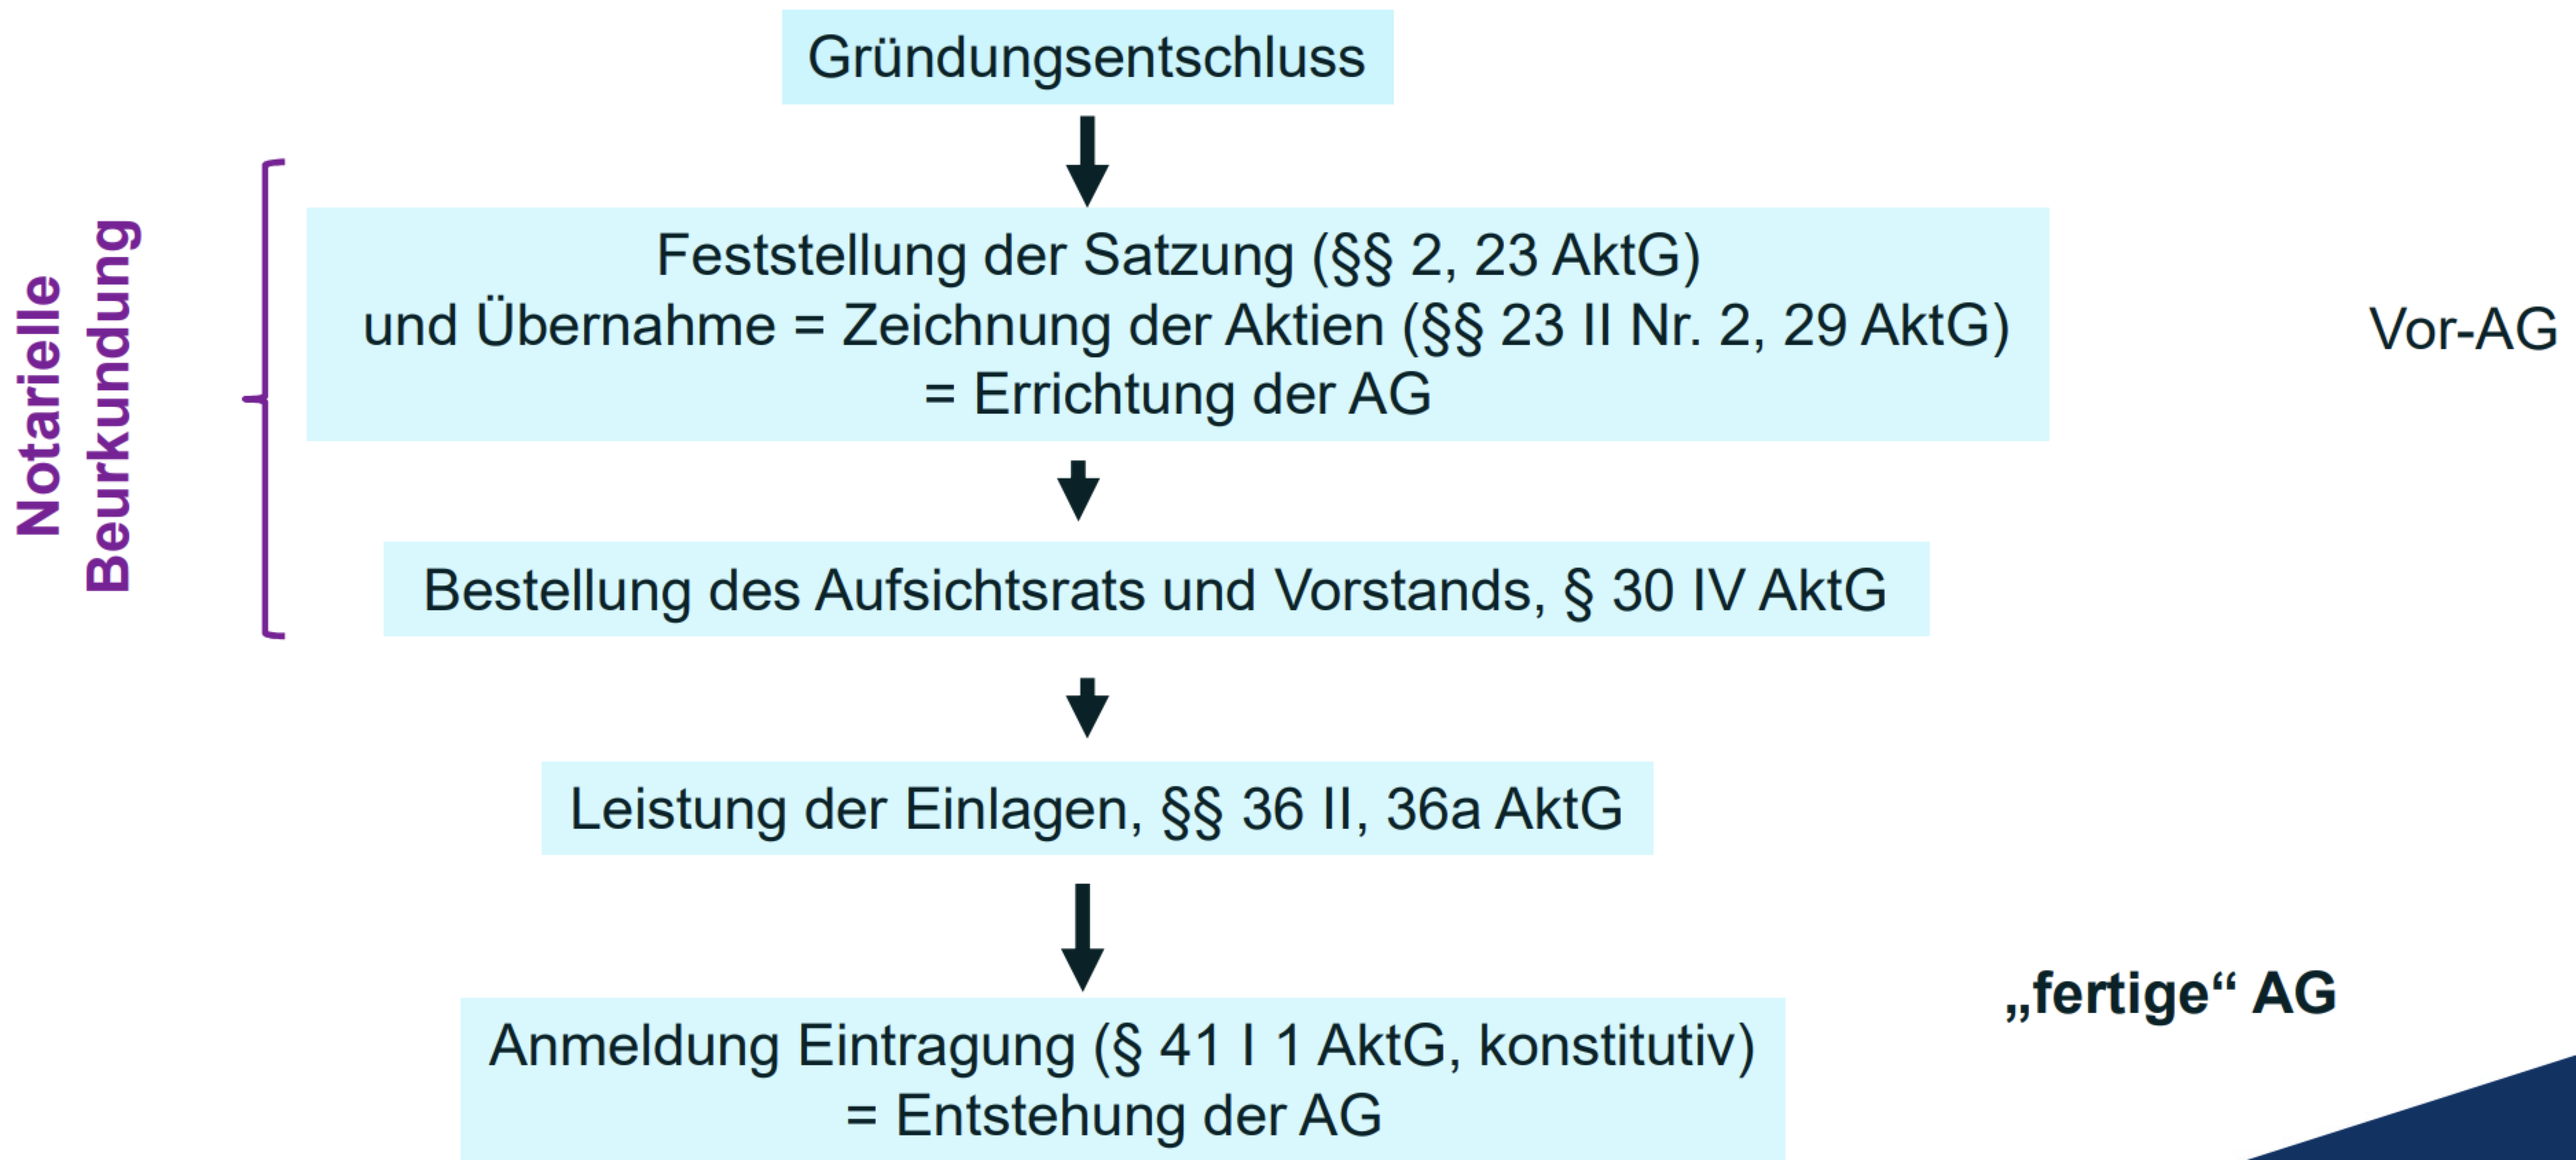 Gründungsentschluss
Notarielle
Beurkundung
Feststellung der Satzung (§§ 2, 23 AktG)
und Übernahme = Zeichnung der Aktien (§§ 23 II Nr. 2, 29 AktG)
= Errichtung der AG
Vor-AG
Bestellung des Aufsichtsrats und Vorstands, § 30 IV AktG
Leistung der Einlagen, §§ 36 II, 36a AktG
„fertige“ AG
Anmeldung Eintragung (§ 41 I 1 AktG, konstitutiv)
= Entstehung der AG